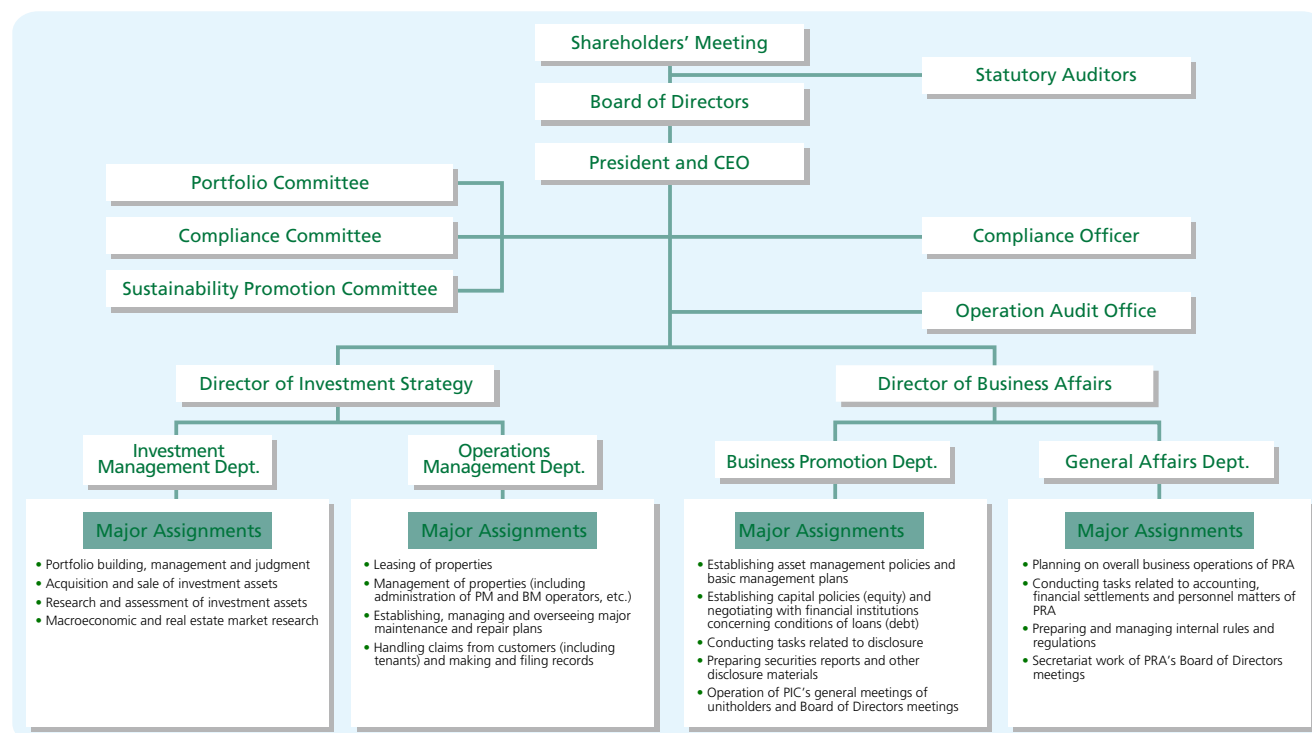 Shareholders' Meeting
Statutory Auditors
Board of Directors
President and CEO
Portfolio Committee
Compliance Committee
Compliance Officer
Sustainability Promotion Committee
Operation Audit Office
Director of Investment Strategy
Director of Business Affairs
Investment
Management Dept.
Operations
Management Dept.
Business Promotion Dept.
General Affairs Dept.
Major Assignments
• Portfolio building, management and judgment
• Acquisition and sale of investment assets
• Research and assessment of investment assets
• Macroeconomic and real estate market research
Major Assignments
• Leasing of properties
• Management of properties (including
administration of PM and BM operators, etc.)
• Establishing, managing and overseeing major
maintenance and repair plans
• Handling claims from customers (including
tenants) and making and filing records
Major Assignments
• Establishing asset management policies and
basic management plans
• Establishing capital policies (equity) and
negotiating with financial institutions
concerning conditions of loans (debt)
• Conducting tasks related to disclosure
• Preparing securities reports and other
disclosure materials
• Operation of PIC's general meetings of
unitholders and Board of Directors meetings
Major Assignments
• Planning on overall business operations of PRA
• Conducting tasks related to accounting,
financial settlements and personnel matters of
PRA
• Preparing and managing internal rules and
regulations
• Secretariat work of PRA's Board of Directors
meetings